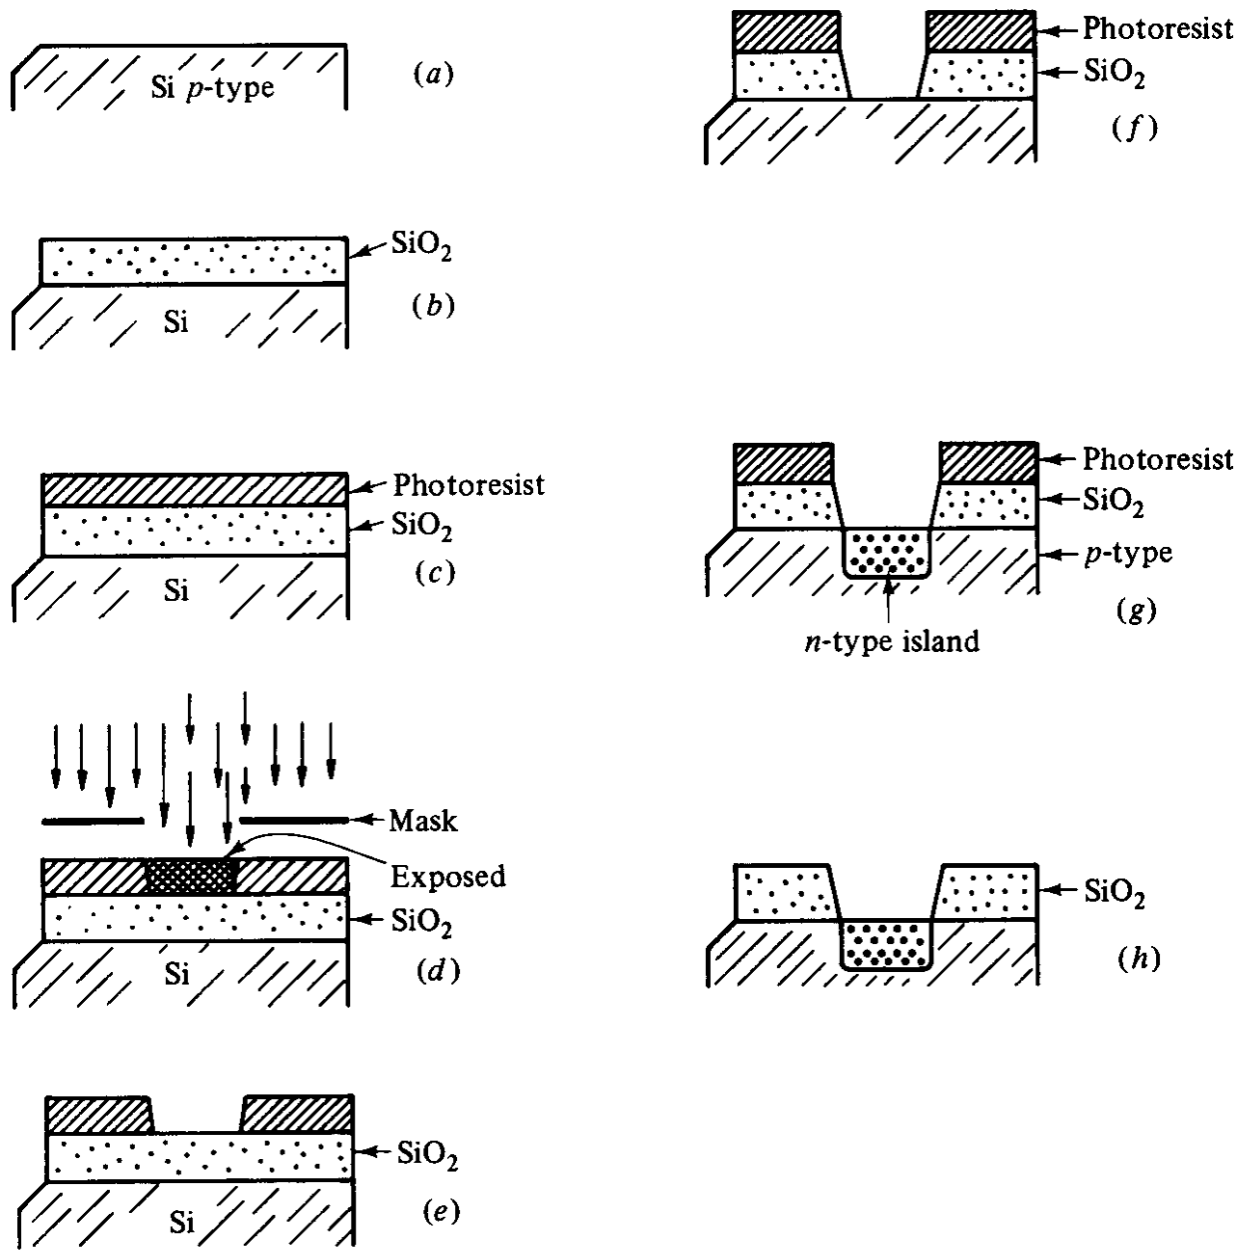 Si p-type
(a)
SiO2
(b)
Si
Photoresist
SiO2
(c)
Si
Mask
Exposed
SiO2
(d)
Si
SiO2
(e)
Si
Photoresist
SiO2
(f)
Photoresist
SiO2
p-type
(g)
n-type island
SiO2
(h)